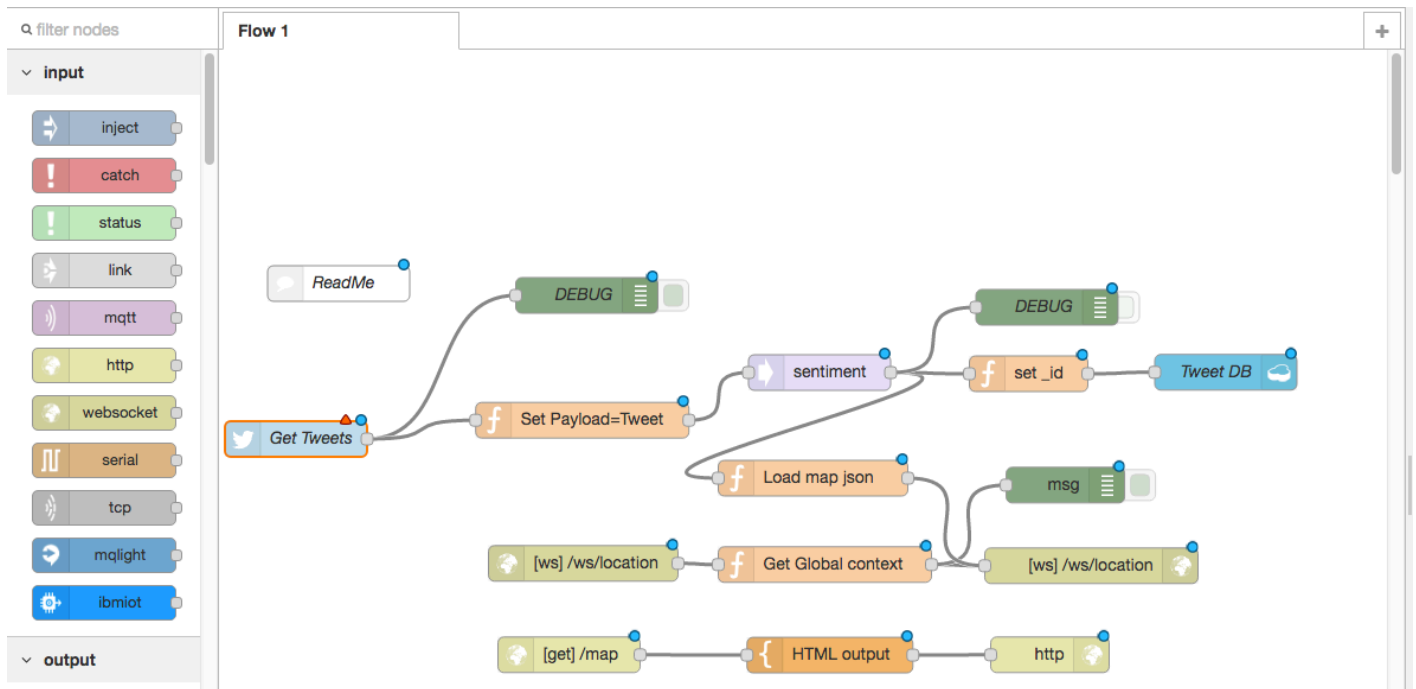 filter nodes
Flow 1
+
input
inject
catch
status
link
mqtt
http
websocket
serial
tcp
mqlight
ibmiot
output
ReadMe
DEBUG
DEBUG
sentiment
set _id
Tweet DB
Set Payload=Tweet
Get Tweets
Load map json
msg
[ws] /ws/location
Get Global context
[ws] /ws/location
[get] /map
HTML output
http